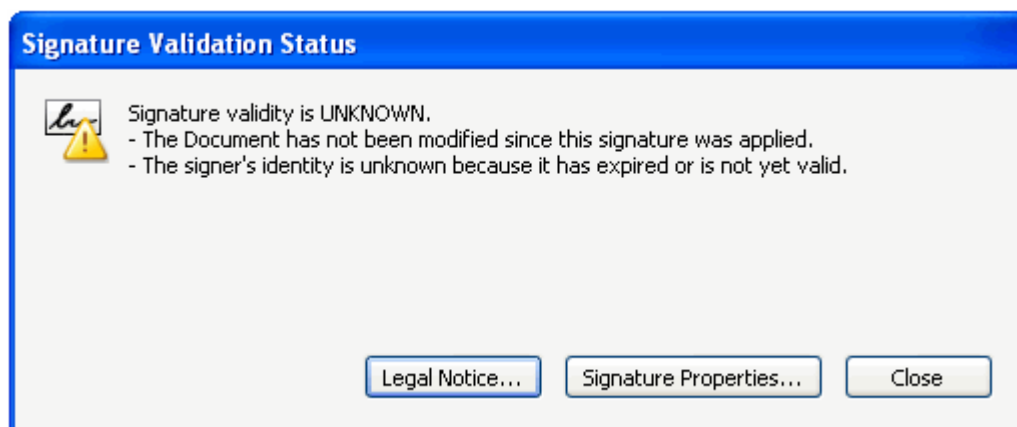 Signature Validation Status
Signature validity is UNKNOWN.
- The Document has not been modified since this signature was applied.
- The signer's identity is unknown because it has expired or is not yet valid.
Legal Notice... Signature Properties... Close